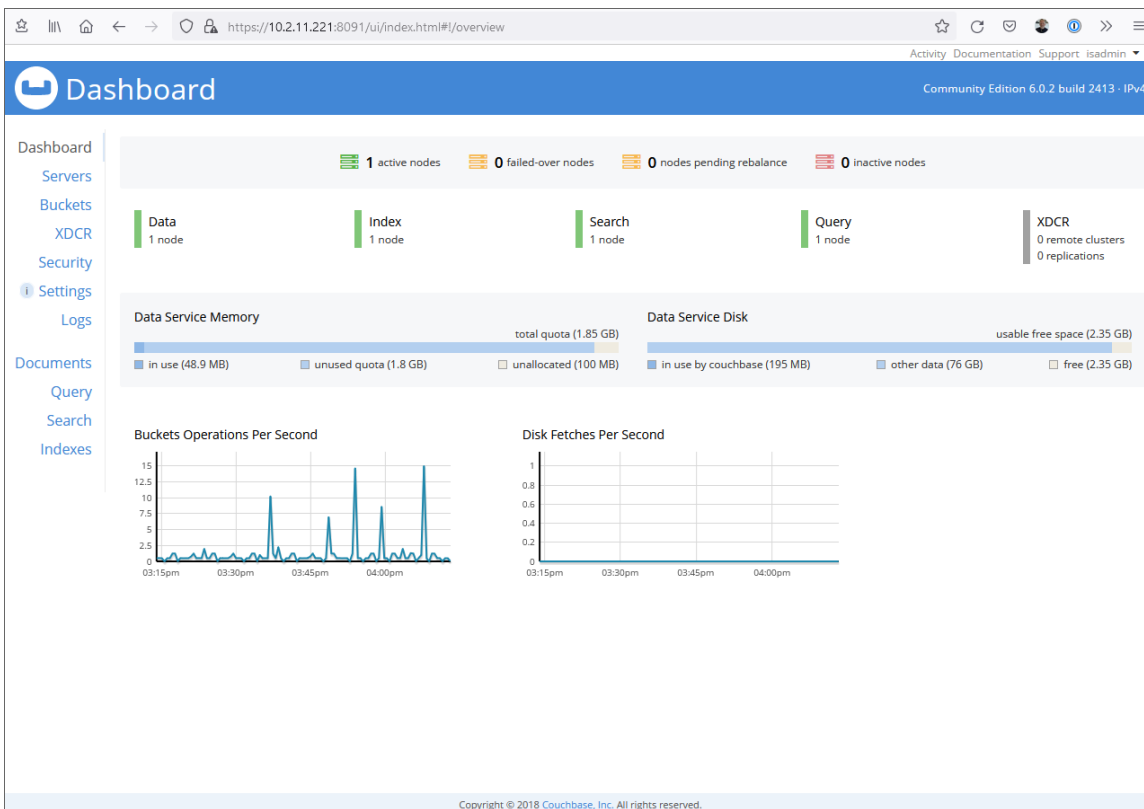 https://10.2.11.221:8091/ui/index.html#!/overview
Activity Documentation Support isadmin
Dashboard
Community Edition 6.0.2 build 2413 · IPv4
Dashboard
Servers
Buckets
XDCR
Security
Settings
Logs
Documents
Query
Search
Indexes
1 active nodes 0 failed-over nodes 0 nodes pending rebalance 0 inactive nodes
Data
1 node
Index
1 node
Search
1 node
Query
1 node
XDCR
0 remote clusters
0 replications
Data Service Memory
total quota (1.85 GB)
in use (48.9 MB) unused quota (1.8 GB) unallocated (100 MB)
Data Service Disk
usable free space (2.35 GB)
in use by couchbase (195 MB) other data (76 GB) free (2.35 GB)
Buckets Operations Per Second
15
12.5
10
7.5
5
2.5
0
03:15pm 03:30pm 03:45pm 04:00pm
Disk Fetches Per Second
1
0.8
0.6
0.4
0.2
0
03:15pm 03:30pm 03:45pm 04:00pm
Copyright © 2018 Couchbase, Inc. All rights reserved.